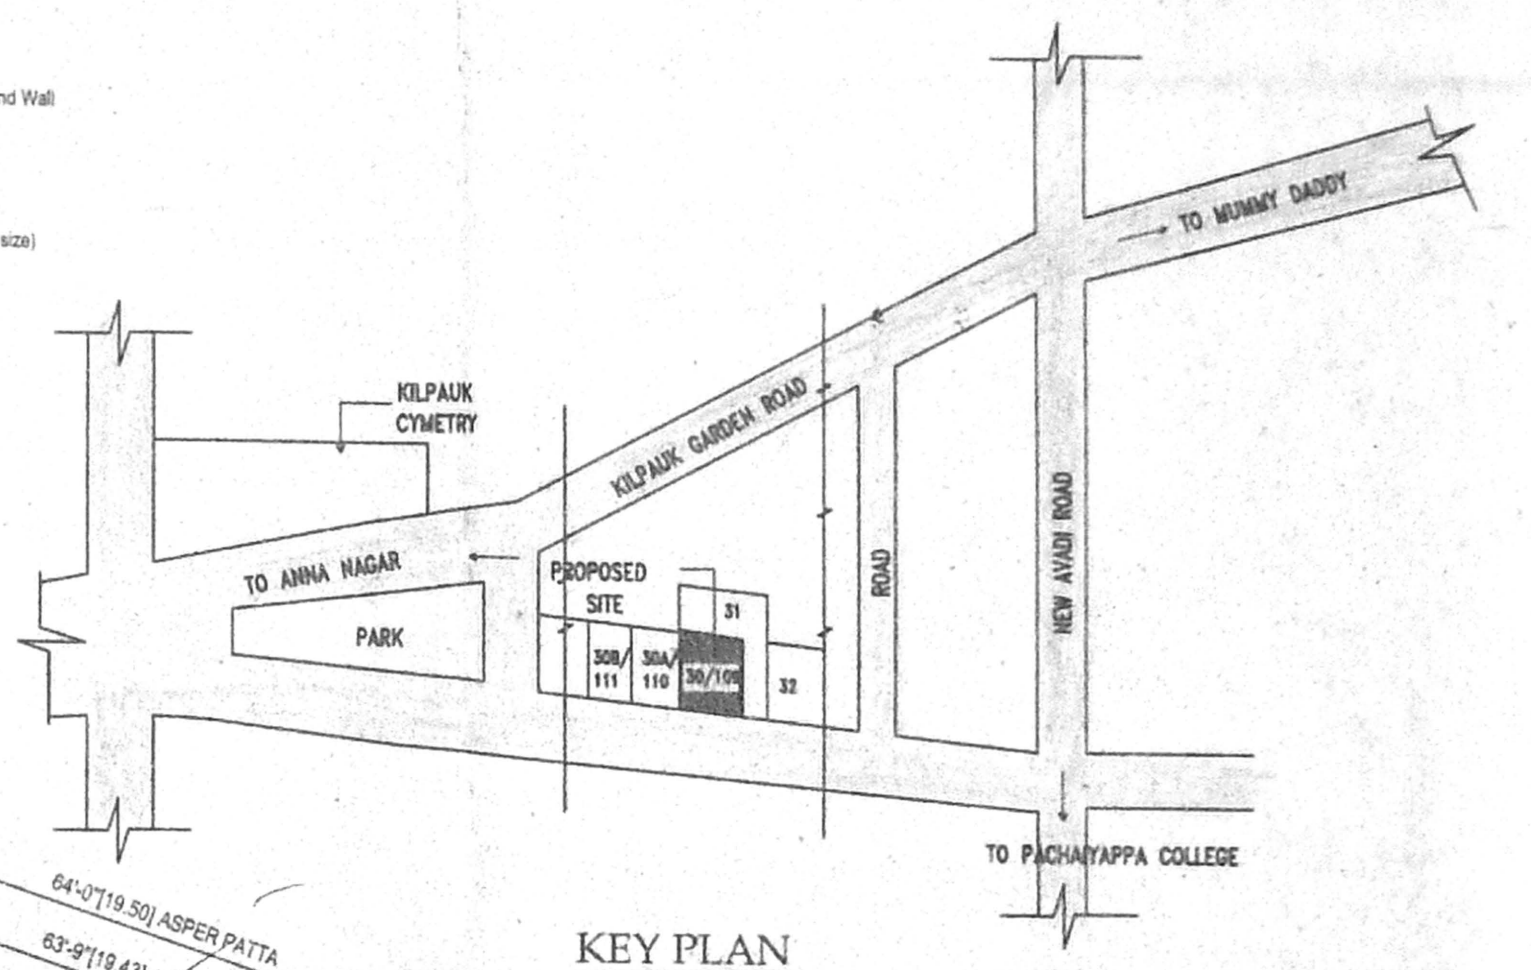 nd Wall
size)
TO MUMMY DADDY
KILPAUK
CYMETRY
KILPAUK GARDEN ROAD
TO ANNA NAGAR
PARK
PROPOSED
SITE
31
30B/
111
30A/
110
30/109
32
ROAD
NEW AVADI ROAD
TO PACHAIYAPPA COLLEGE
64'-0"[19.50] ASPER PATTA
63'-9"[19.43]
KEY PLAN